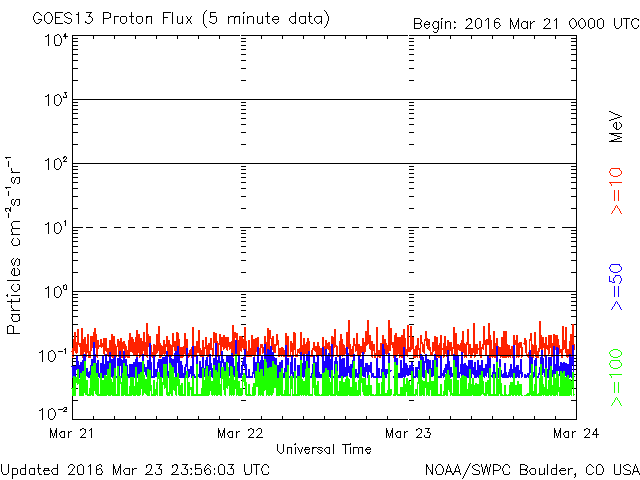 GOES13 Proton Flux (5 minute data)
Begin: 2016 Mar 21 0000 UTC
Particles cm⁻²s⁻¹sr⁻¹
10⁴
10³
10²
10¹
10⁰
10⁻¹
10⁻²
MeV
>=10
>=50
>=100
Mar 21
Mar 22
Mar 23
Mar 24
Universal Time
Updated 2016 Mar 23 23:56:03 UTC
NOAA/SWPC Boulder, CO USA